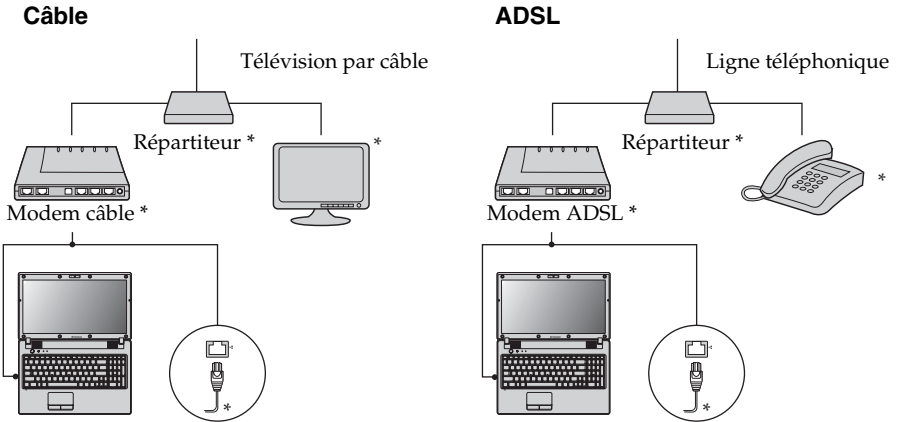 Câble
Télévision par câble
Répartiteur *
*
Modem câble *
*
ADSL
Ligne téléphonique
Répartiteur *
*
Modem ADSL *
*